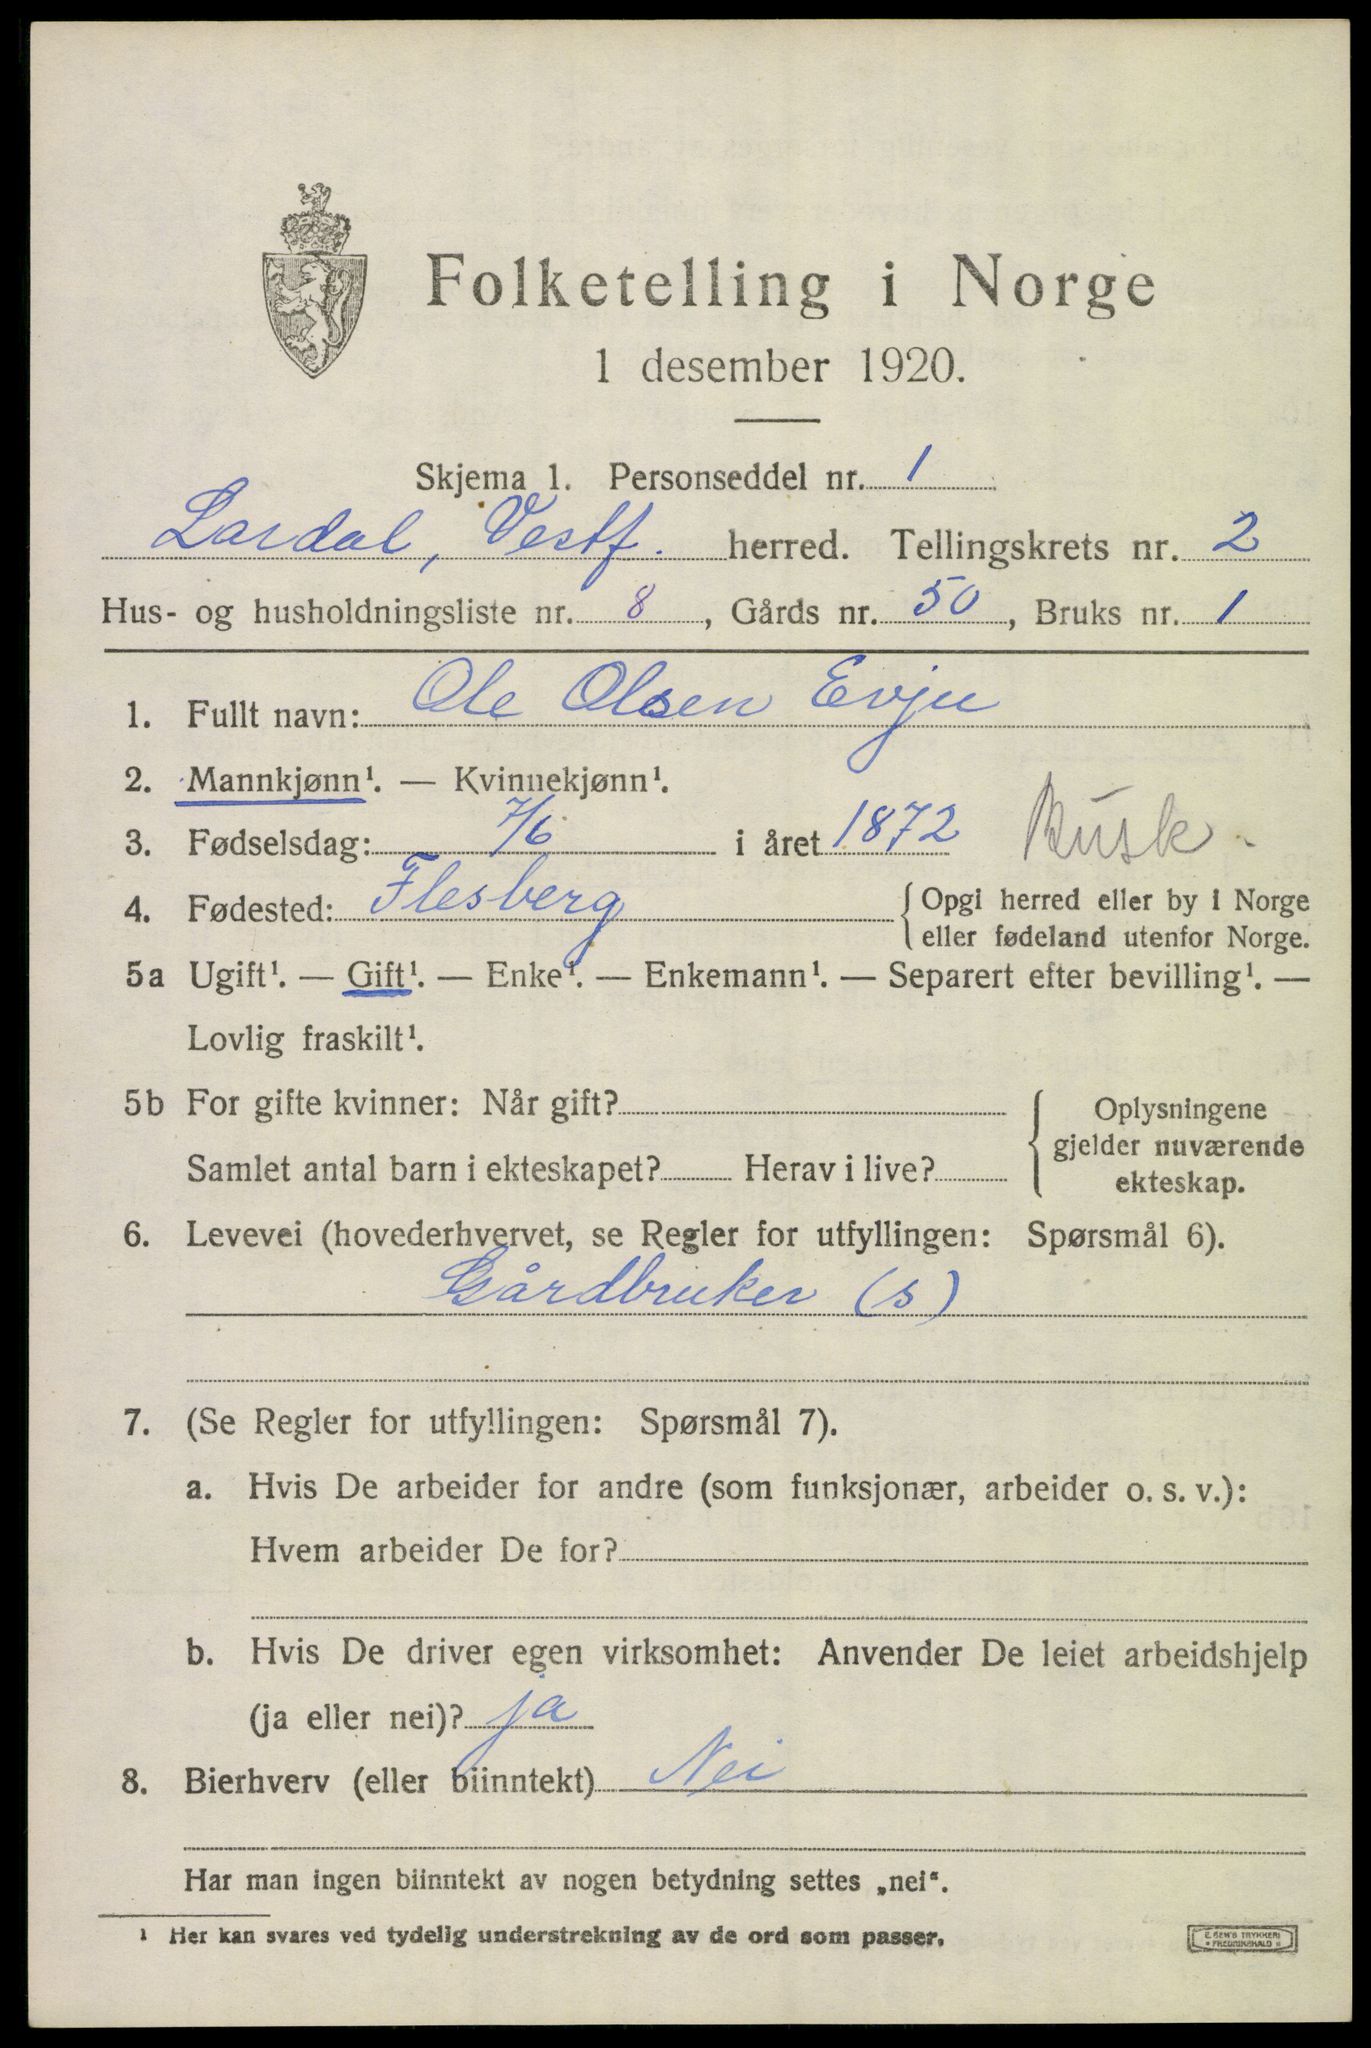 Folketelling i Norge
1 desember 1920.
Skjema 1. Personseddel nr. 1
Lardal, Vestf. herred. Tellingskrets nr. 2
Hus- og husholdningsliste nr. 8, Gårds nr. 50, Bruks nr. 1
1. Fullt navn: Ole Olsen Evju
2. Mannkjønn¹. — Kvinnekjønn¹.
3. Fødselsdag: 7/6 i året 1872 Busk.
4. Fødested: Flesberg { Opgi herred eller by i Norge
eller fødeland utenfor Norge.
5a Ugift¹. — Gift¹. — Enke¹. — Enkemann¹. — Separert efter bevilling¹. —
Lovlig fraskilt¹.
5b For gifte kvinner: Når gift?
Samlet antal barn i ekteskapet? Herav i live?
{ Oplysningene
gjelder nuværende
ekteskap.
6. Levevei (hovederhvervet, se Regler for utfyllingen: Spørsmål 6).
Gårdbruker (s)
7. (Se Regler for utfyllingen: Spørsmål 7).
a. Hvis De arbeider for andre (som funksjonær, arbeider o. s. v.):
Hvem arbeider De for?
b. Hvis De driver egen virksomhet: Anvender De leiet arbeidshjelp
(ja eller nei)? ja
8. Bierhverv (eller biinntekt) Nei
Har man ingen biinntekt av nogen betydning settes „nei“.
¹ Her kan svares ved tydelig understrekning av de ord som passer.
E. SEM'S TRYKKERI
FREDRIKSHALD